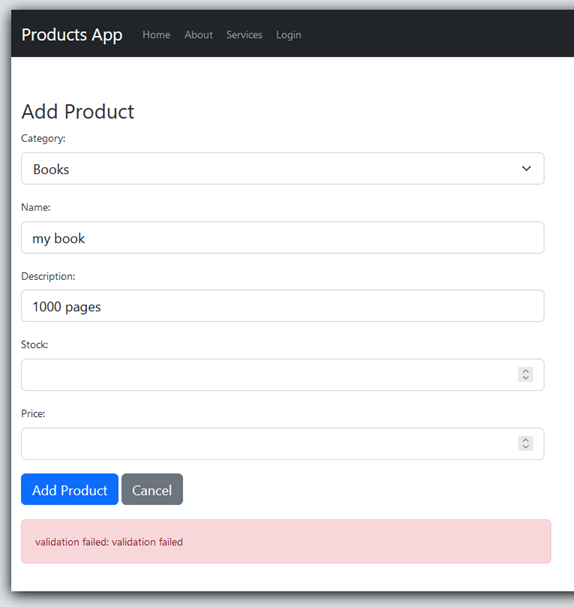 Products App Home About Services Login
Add Product
Category:
Books
Name:
my book
Description:
1000 pages
Stock:
Price:
Add Product Cancel
validation failed: validation failed